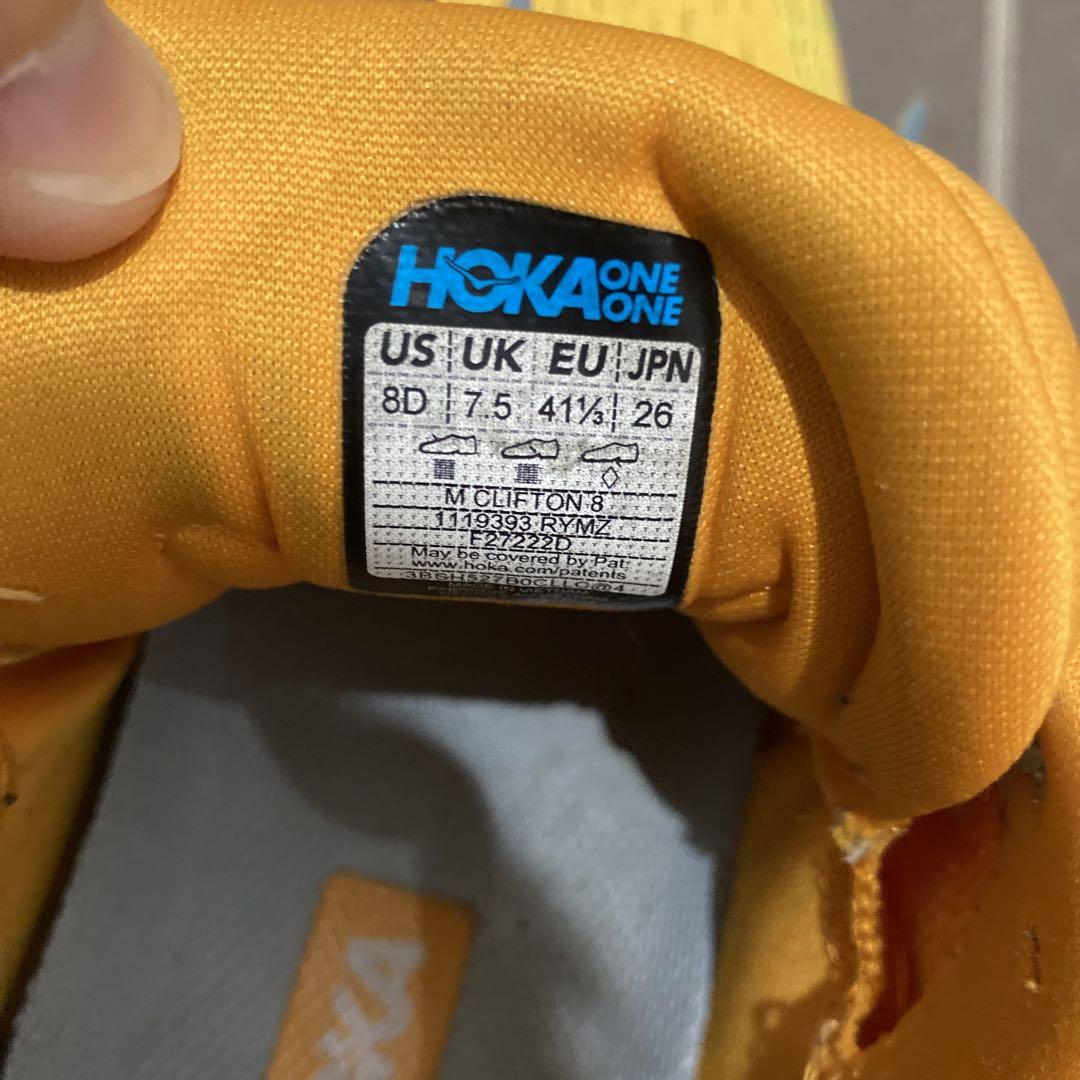 HOKA ONE ONE
US UK EU JPN
8D 7.5 41⅓ 26
M CLIFTON 8
1119393 RYMZ
F27222D
May be covered by Pat:
www.hoka.com/patents
HOKA